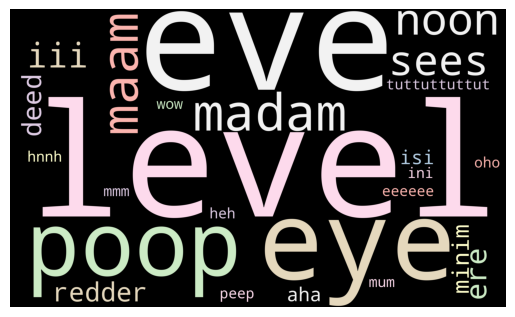 eve
noon
iii
maam
sees
deed
tuttuttuttut
wow
madam
level
hnnh
isi
oho
ini
mmm
eeeeee
heh
poop
eye
minim
ere
mum
redder
peep
aha